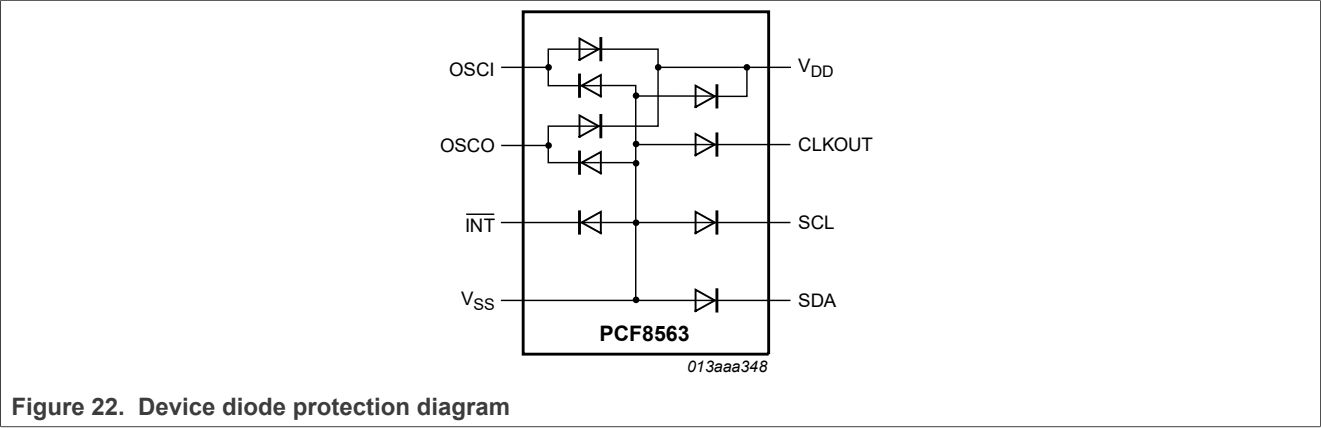 OSCI
V_DD
OSCO
CLKOUT
INT
SCL
V_SS
SDA
PCF8563
013aaa348
Figure 22. Device diode protection diagram